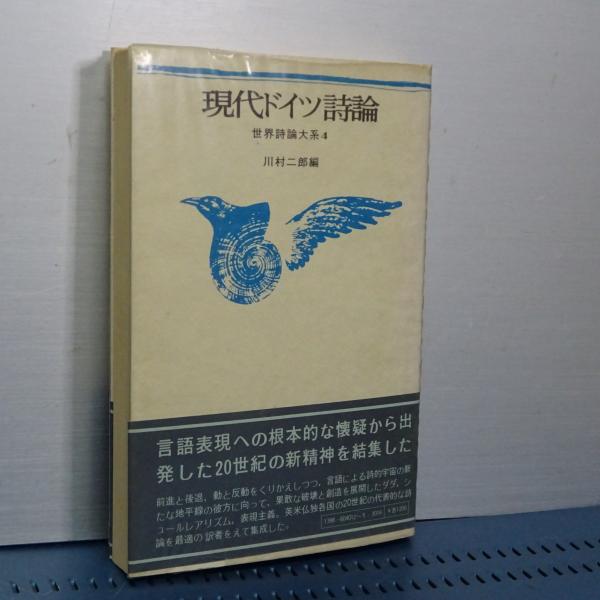 現代ドイツ詩論
世界詩論大系4
川村二郎編
言語表現への根本的な懐疑から出
発した20世紀の新精神を結集した
前進と後退、動と反動をくりかえしつつ、言語による詩的宇宙の新
たな地平線の彼方に向って、果敢な破壊と創造を展開したダダ、シ
ュールレアリズム、表現主義。英米仏独各国の20世紀の代表的な詩
論を最適の訳者をえて集成した。